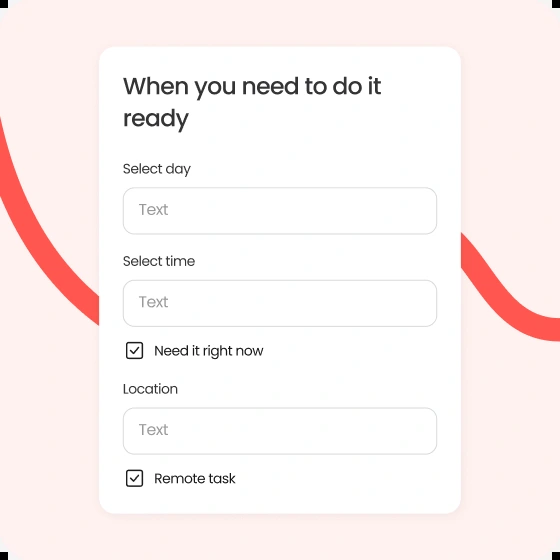 When you need to do it
ready
Select day
Text
Select time
Text
Need it right now
Location
Text
Remote task